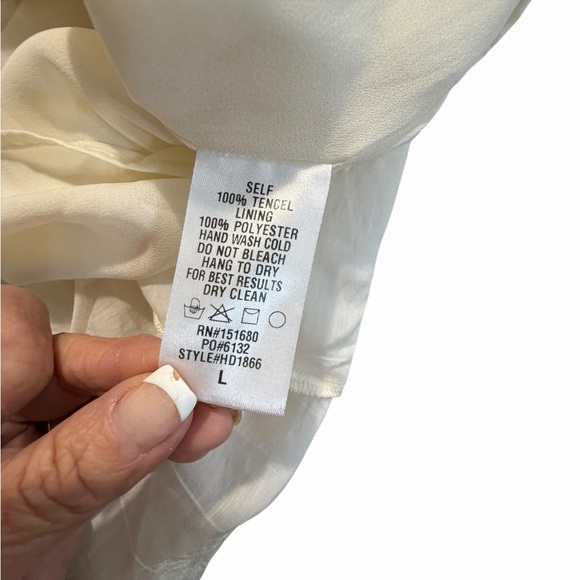 SELF
100% TENCEL
LINING
100% POLYESTER
HAND WASH COLD
DO NOT BLEACH
HANG TO DRY
FOR BEST RESULTS
DRY CLEAN
RN#151680
PO#6132
STYLE#HD1866
L